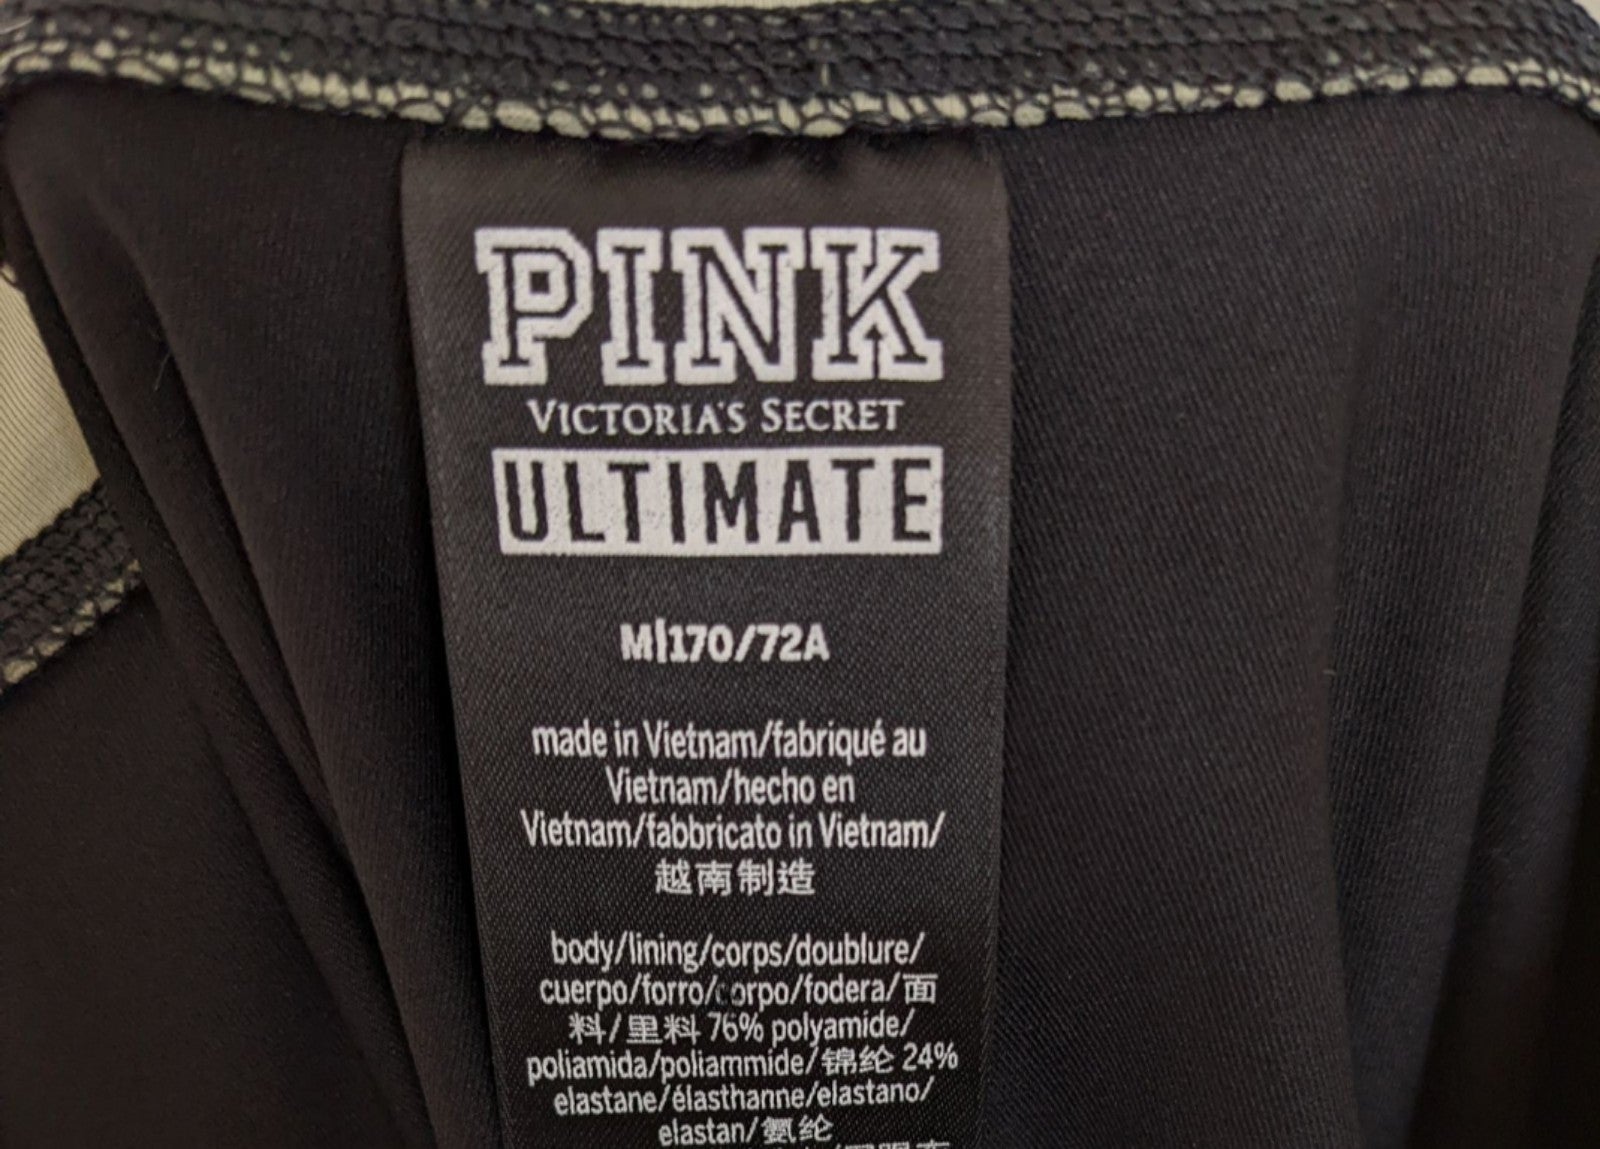 PINK
VICTORIA'S SECRET
ULTIMATE
M|170/72A
made in Vietnam/fabriqué au
Vietnam/hecho en
Vietnam/fabbricato in Vietnam/
越南制造
body/lining/corps/doublure/
cuerpo/forro/corpo/fodera/面
料/里料 76% polyamide/
poliamida/poliammide/锦纶 24%
elastane/élasthanne/elastano/
elastan/氨纶